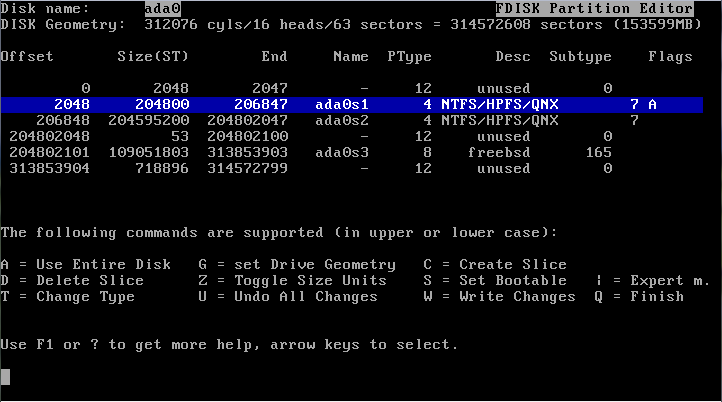 Disk name: ada0 FDISK Partition Editor
DISK Geometry: 312076 cyls/16 heads/63 sectors = 314572608 sectors (153599MB)
Offset Size(ST) End Name PType Desc Subtype Flags
0 2048 2047 - 12 unused 0
2048 204800 206847 ada0s1 4 NTFS/HPFS/QNX 7 A
206848 204595200 204802047 ada0s2 4 NTFS/HPFS/QNX 7
204802048 53 204802100 - 12 unused 0
204802101 109051803 313853903 ada0s3 8 freebsd 165
313853904 718896 314572799 - 12 unused 0
The following commands are supported (in upper or lower case):
A = Use Entire Disk G = set Drive Geometry C = Create Slice
D = Delete Slice Z = Toggle Size Units S = Set Bootable | = Expert m.
T = Change Type U = Undo All Changes W = Write Changes Q = Finish
Use F1 or ? to get more help, arrow keys to select.